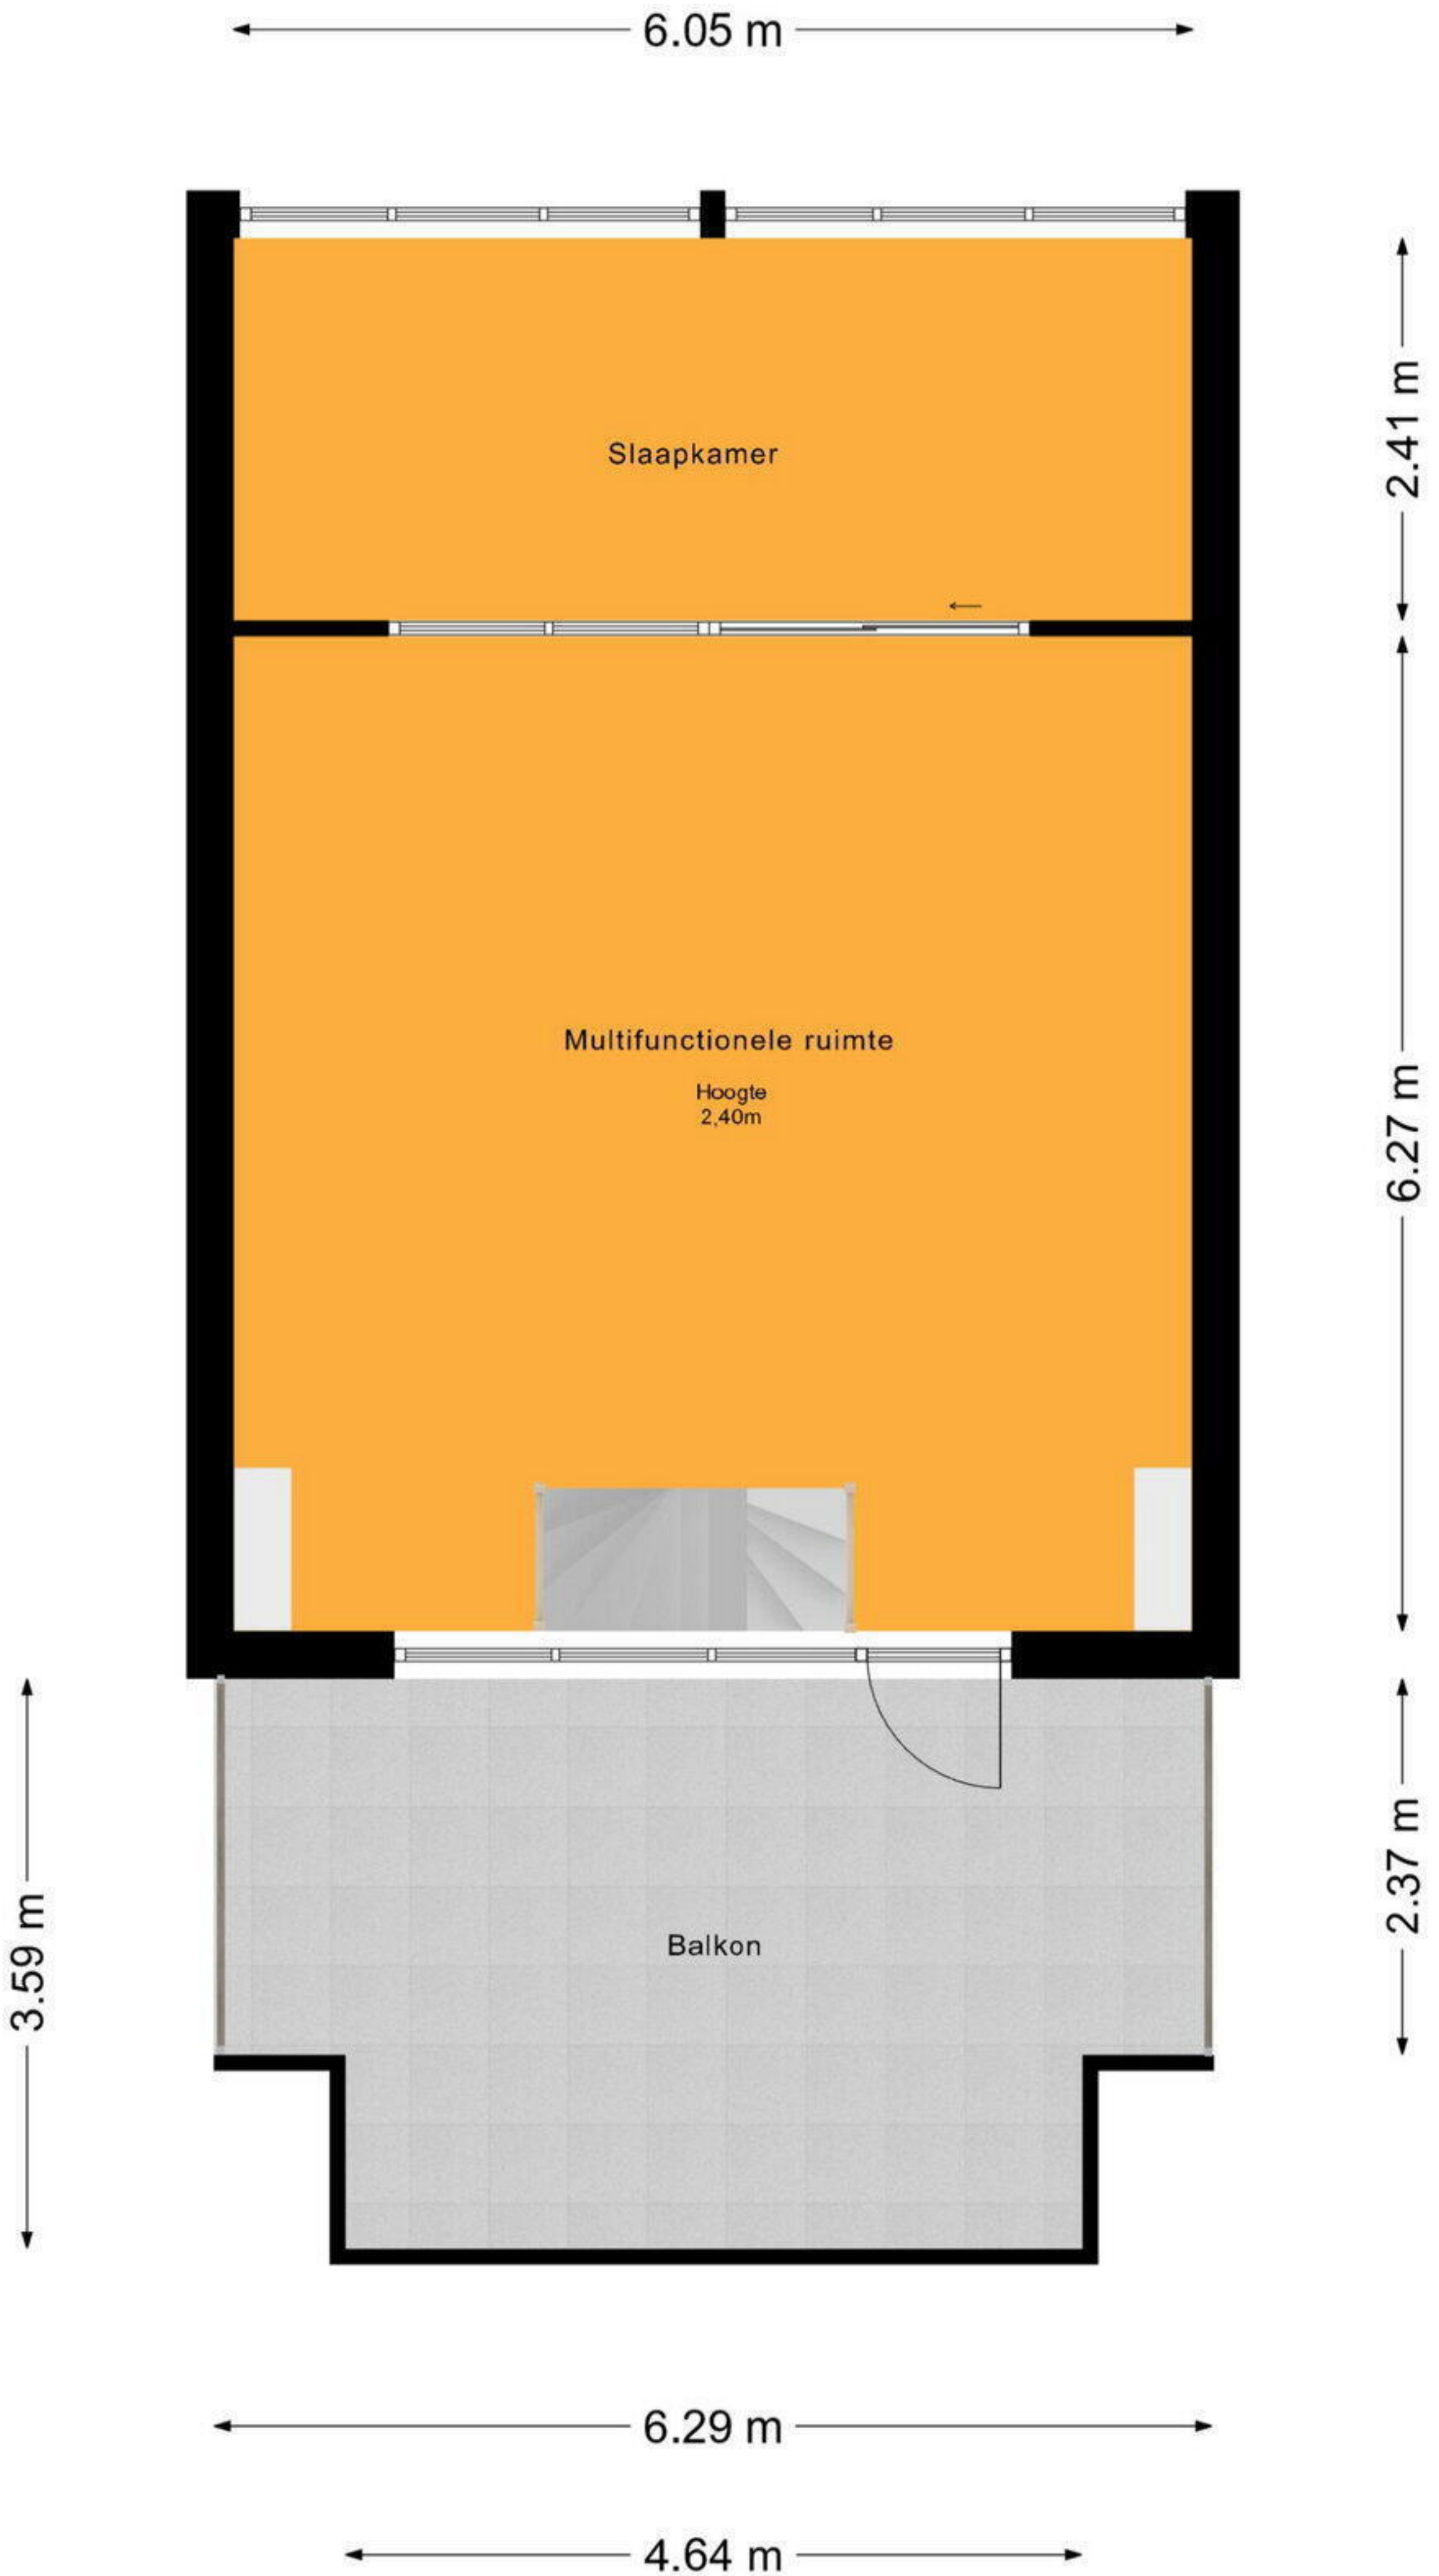 6.05 m
Slaapkamer
2.41 m
Multifunctionele ruimte
Hoogte
2,40m
6.27 m
Balkon
3.59 m
2.37 m
6.29 m
4.64 m